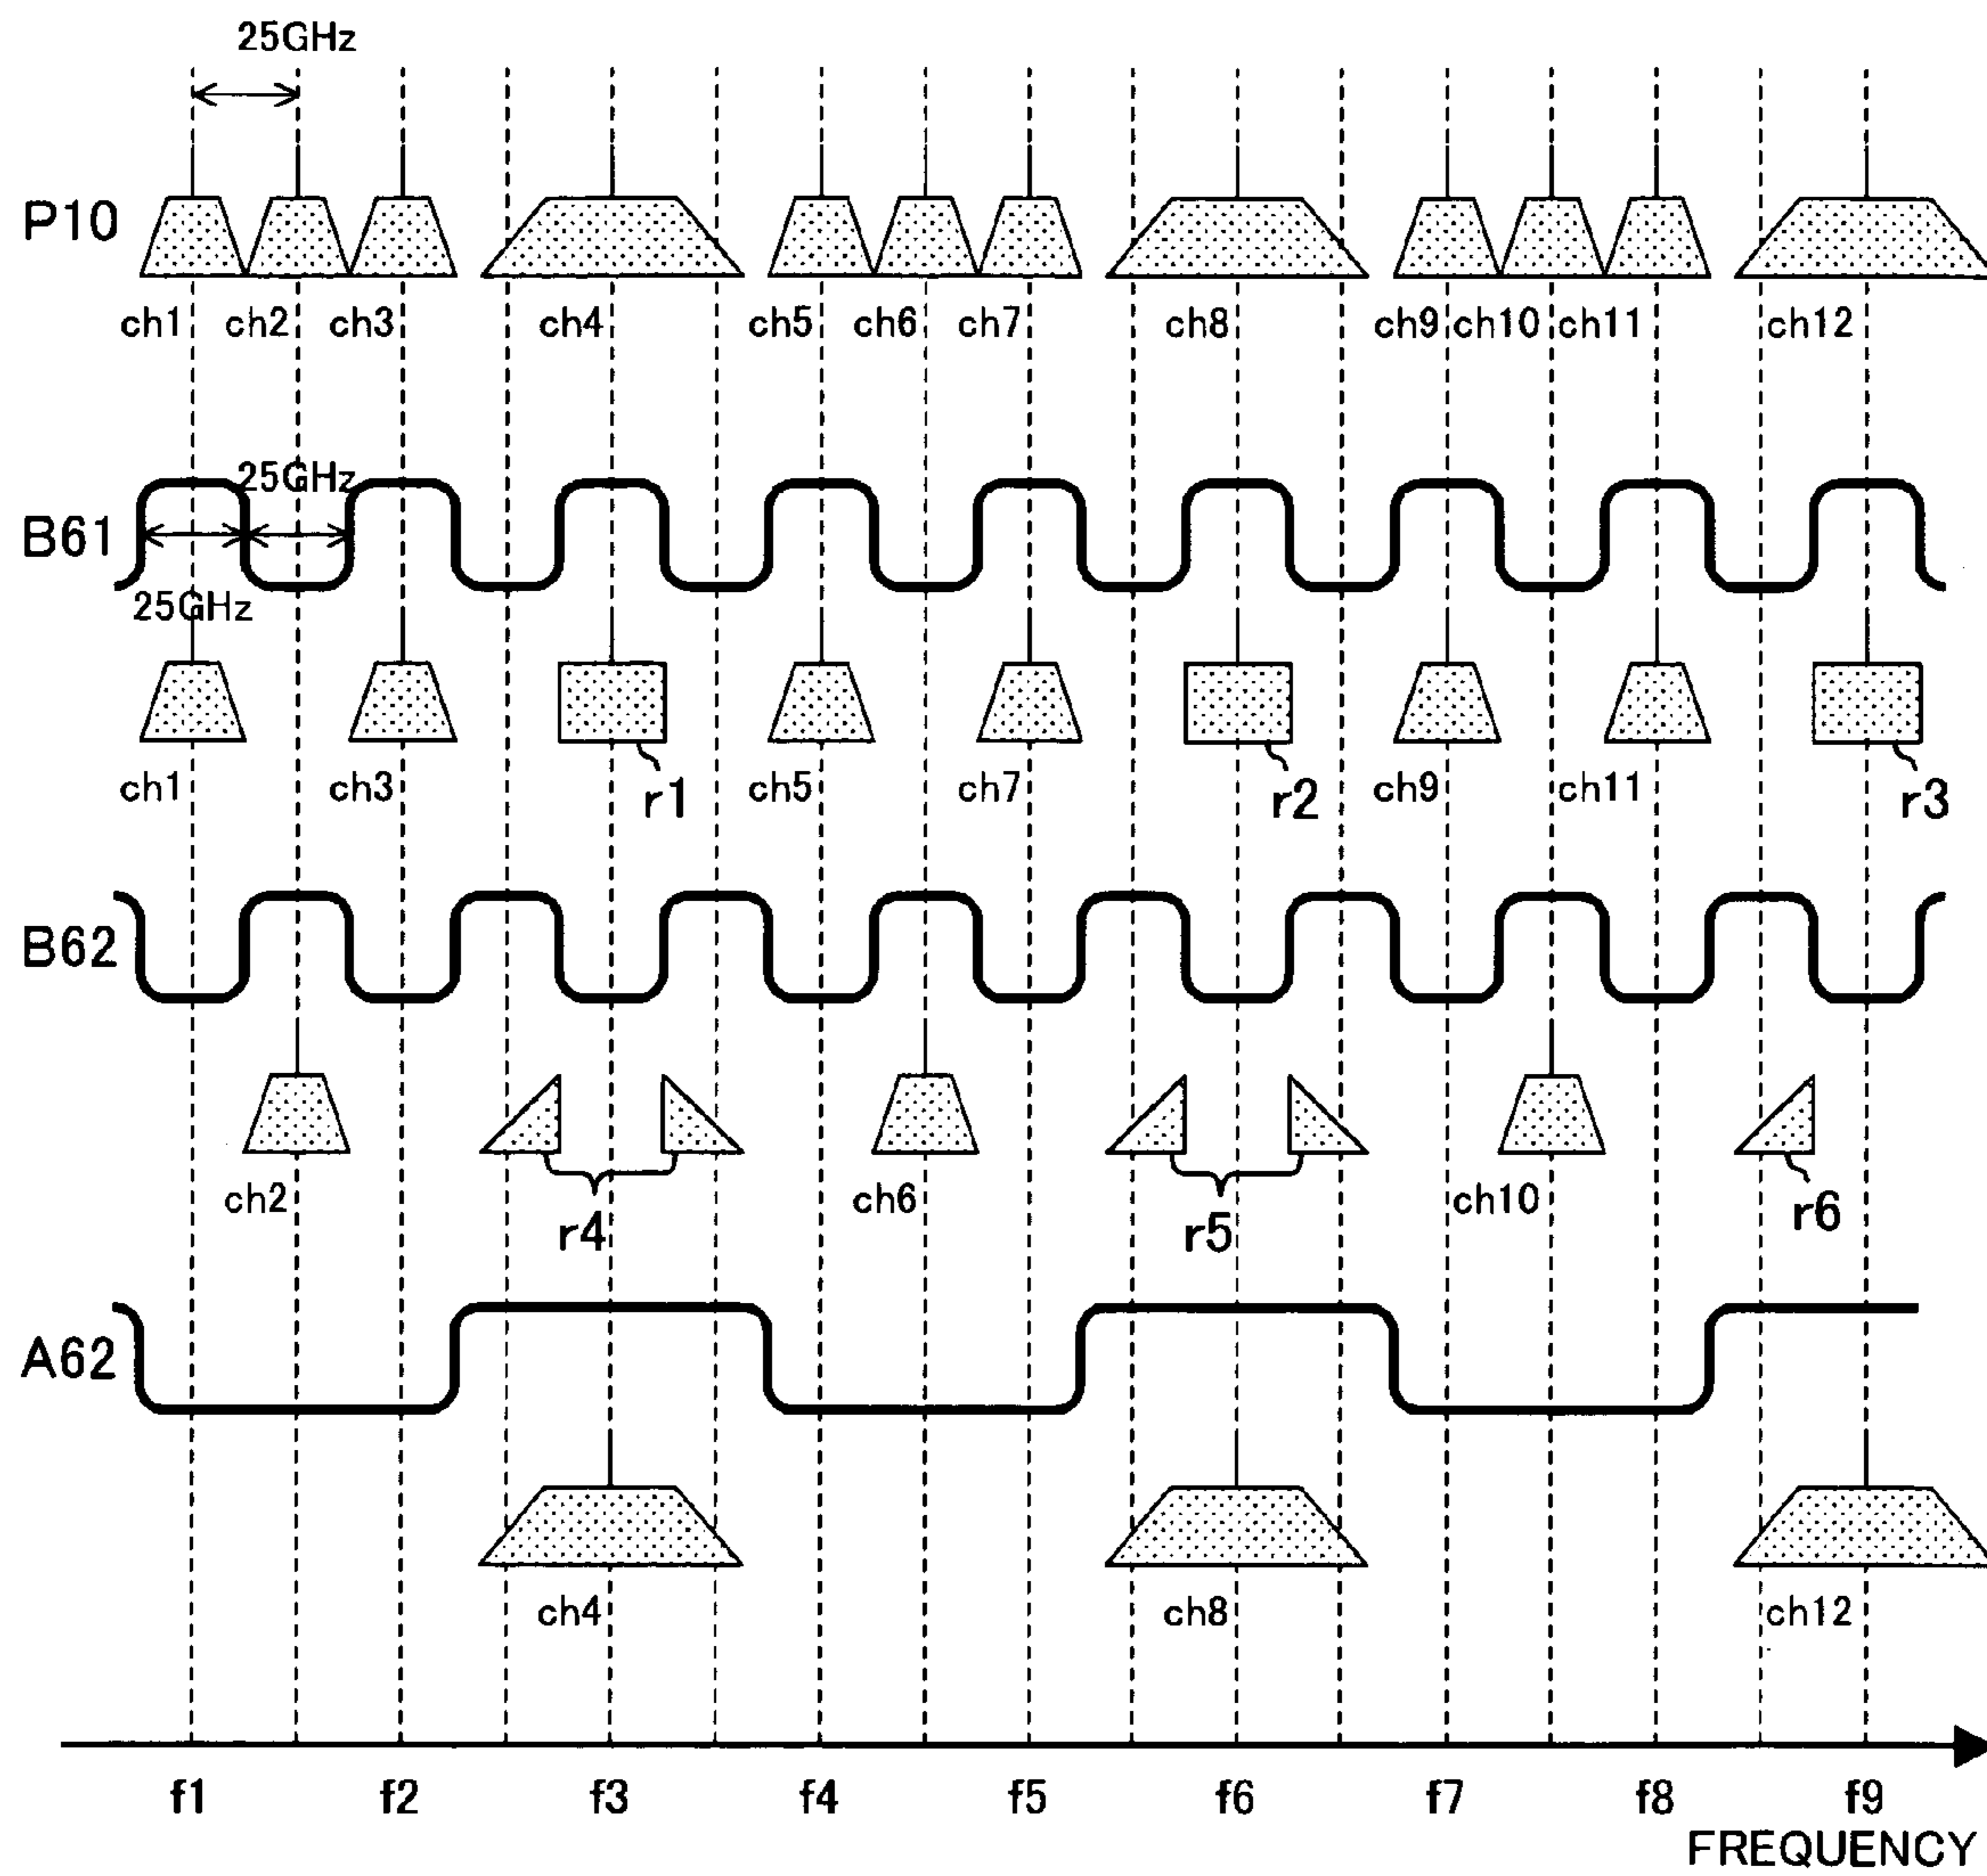 25GHz
P10
ch1 ch2 ch3 ch4 ch5 ch6 ch7 ch8 ch9 ch10 ch11 ch12
25GHz
B61
25GHz
ch1 ch3 r1 ch5 ch7 r2 ch9 ch11 r3
B62
ch2 r4 ch6 r5 ch10 r6
A62
ch4 ch8 ch12
f1 f2 f3 f4 f5 f6 f7 f8 f9
FREQUENCY